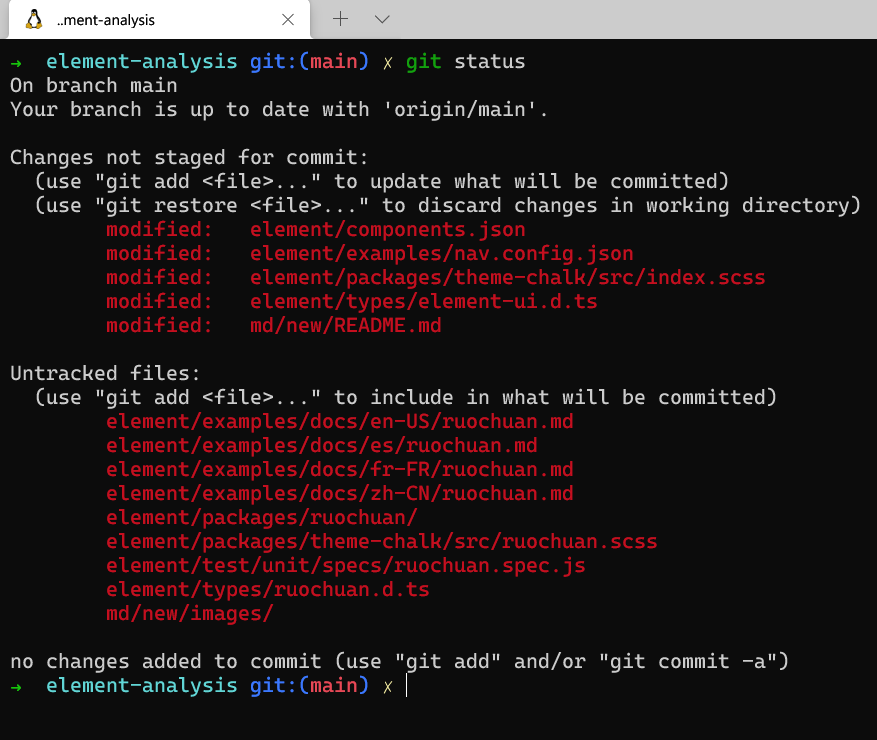 ..ment-analysis
→ element-analysis git:(main) ✗ git status
On branch main
Your branch is up to date with 'origin/main'.
Changes not staged for commit:
  (use "git add <file>..." to update what will be committed)
  (use "git restore <file>..." to discard changes in working directory)
        modified:   element/components.json
        modified:   element/examples/nav.config.json
        modified:   element/packages/theme-chalk/src/index.scss
        modified:   element/types/element-ui.d.ts
        modified:   md/new/README.md
Untracked files:
  (use "git add <file>..." to include in what will be committed)
        element/examples/docs/en-US/ruochuan.md
        element/examples/docs/es/ruochuan.md
        element/examples/docs/fr-FR/ruochuan.md
        element/examples/docs/zh-CN/ruochuan.md
        element/packages/ruochuan/
        element/packages/theme-chalk/src/ruochuan.scss
        element/test/unit/specs/ruochuan.spec.js
        element/types/ruochuan.d.ts
        md/new/images/
no changes added to commit (use "git add" and/or "git commit -a")
→ element-analysis git:(main) ✗